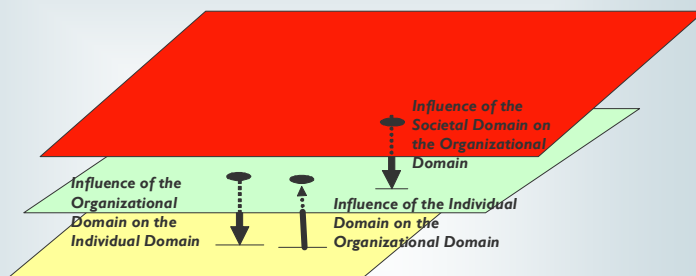 Influence of the
Societal Domain on
the Organizational
Domain
Influence of the
Organizational
Domain on the
Individual Domain
Influence of the Individual
Domain on the
Organizational Domain